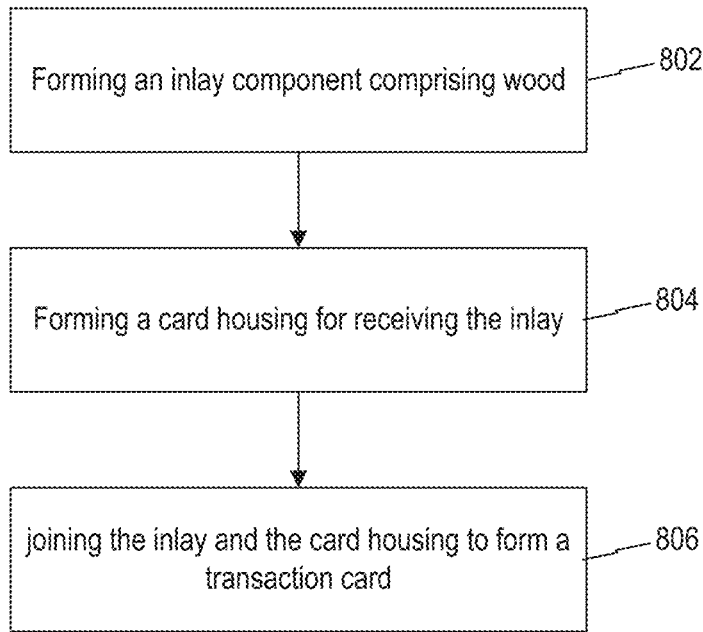 Forming an inlay component comprising wood
802
Forming a card housing for receiving the inlay
804
joining the inlay and the card housing to form a
transaction card
806